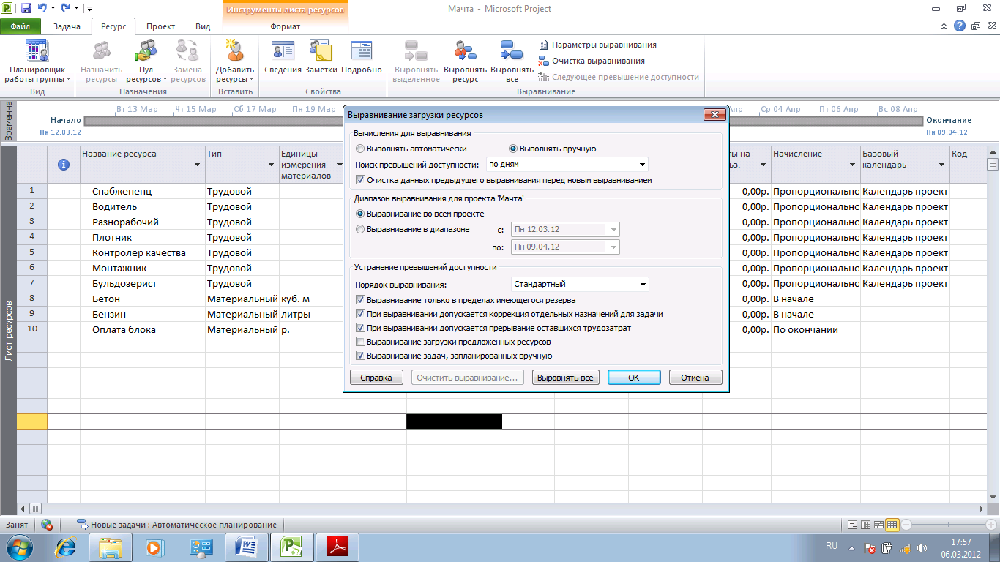 Инструменты листа ресурсов
Мачта - Microsoft Project
Файл Задача Ресурс Проект Вид Формат
Планировщик работы группы
Назначить ресурсы
Пул ресурсов
Замена ресурсов
Добавить ресурсы
Сведения
Заметки
Подробно
Выровнять выделенное
Выровнять ресурс
Выровнять все
Параметры выравнивания
Очистка выравнивания
Следующее превышение доступности
Вид Назначения Вставить Свойства Выравнивание
Временна
Вт 13 Мар Чт 15 Мар Сб 17 Мар Пн 19 Мар Апр Ср 04 Апр Пт 06 Апр Вс 08 Апр
Начало
Пн 12.03.12
Окончание
Пн 09.04.12
Лист ресурсов
Название ресурса Тип Единицы измерения материалов ты на ьз. Начисление Базовый календарь Код
1 Снабженец Трудовой 0,00р. Пропорционально Календарь проект
2 Водитель Трудовой 0,00р. Пропорционально Календарь проект
3 Разнорабочий Трудовой 0,00р. Пропорционально Календарь проект
4 Плотник Трудовой 0,00р. Пропорционально Календарь проект
5 Контролер качества Трудовой 0,00р. Пропорционально Календарь проект
6 Монтажник Трудовой 0,00р. Пропорционально Календарь проект
7 Бульдозерист Трудовой 0,00р. Пропорционально Календарь проект
8 Бетон Материальный куб. м 0,00р. В начале
9 Бензин Материальный литры 0,00р. В начале
10 Оплата блока Материальный р. 0,00р. По окончании
Выравнивание загрузки ресурсов
Вычисления для выравнивания
Выполнять автоматически Выполнять вручную
Поиск превышений доступности: по дням
Очистка данных предыдущего выравнивания перед новым выравниванием
Диапазон выравнивания для проекта 'Мачта'
Выравнивание во всем проекте
Выравнивание в диапазоне с: Пн 12.03.12
по: Пн 09.04.12
Устранение превышений доступности
Порядок выравнивания: Стандартный
Выравнивание только в пределах имеющегося резерва
При выравнивании допускается коррекция отдельных назначений для задачи
При выравнивании допускается прерывание оставшихся трудозатрат
Выравнивание загрузки предложенных ресурсов
Выравнивание задач, запланированных вручную
Справка Очистить выравнивание... Выровнять все ОК Отмена
Занят Новые задачи : Автоматическое планирование
RU
17:57
06.03.2012